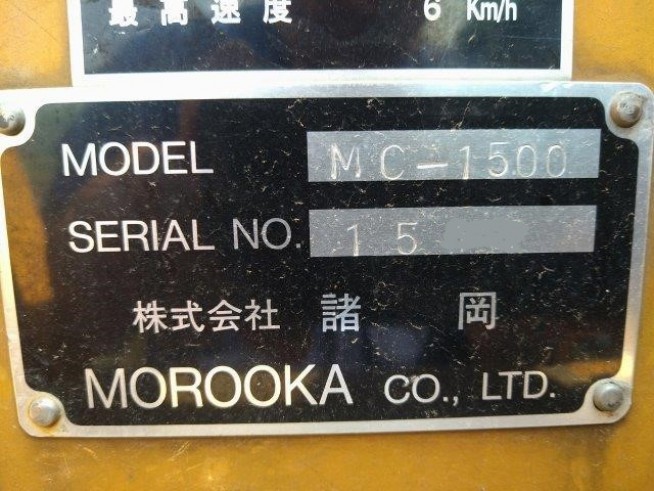 最高速度 6 Km/h
MODEL MC-1500
SERIAL NO. 15
株式会社 諸岡
MOROOKA CO., LTD.